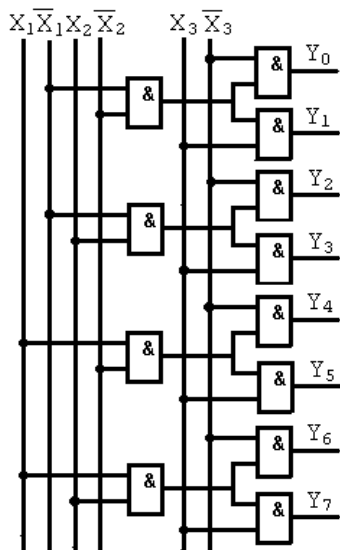 X₁ X̅₁ X₂ X̅₂ X₃ X̅₃
& Y₀
&
& Y₁
& Y₂
&
& Y₃
& Y₄
&
& Y₅
& Y₆
&
& Y₇